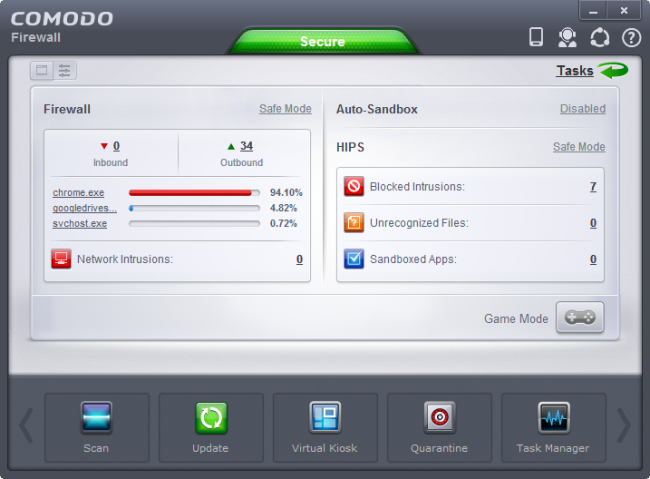 COMODO
Firewall
Secure
Tasks
Firewall
Safe Mode
0
34
Inbound
Outbound
chrome.exe
94.10%
googledrives...
4.82%
svchost.exe
0.72%
Network Intrusions:
0
Auto-Sandbox
Disabled
HIPS
Safe Mode
Blocked Intrusions:
7
Unrecognized Files:
0
Sandboxed Apps:
0
Game Mode
Scan
Update
Virtual Kiosk
Quarantine
Task Manager